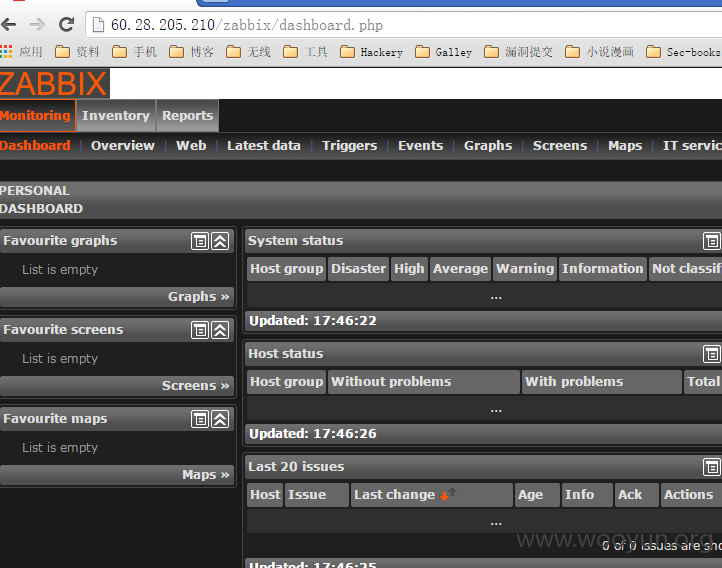 60.28.205.210/zabbix/dashboard.php
应用 资料 手机 博客 无线 工具 Hackery Galley 漏洞提交 小说漫画 Sec-books
ZABBIX
Monitoring Inventory Reports
Dashboard | Overview | Web | Latest data | Triggers | Events | Graphs | Screens | Maps | IT servic
PERSONAL
DASHBOARD
Favourite graphs
List is empty
Graphs »
Favourite screens
List is empty
Screens »
Favourite maps
List is empty
Maps »
System status
Host group Disaster High Average Warning Information Not classif
...
Updated: 17:46:22
Host status
Host group Without problems With problems Total
...
Updated: 17:46:26
Last 20 issues
Host Issue Last change Age Info Ack Actions
...
www.wooyun.org
0 of 0 issues are sho
Updated: 17:46:25